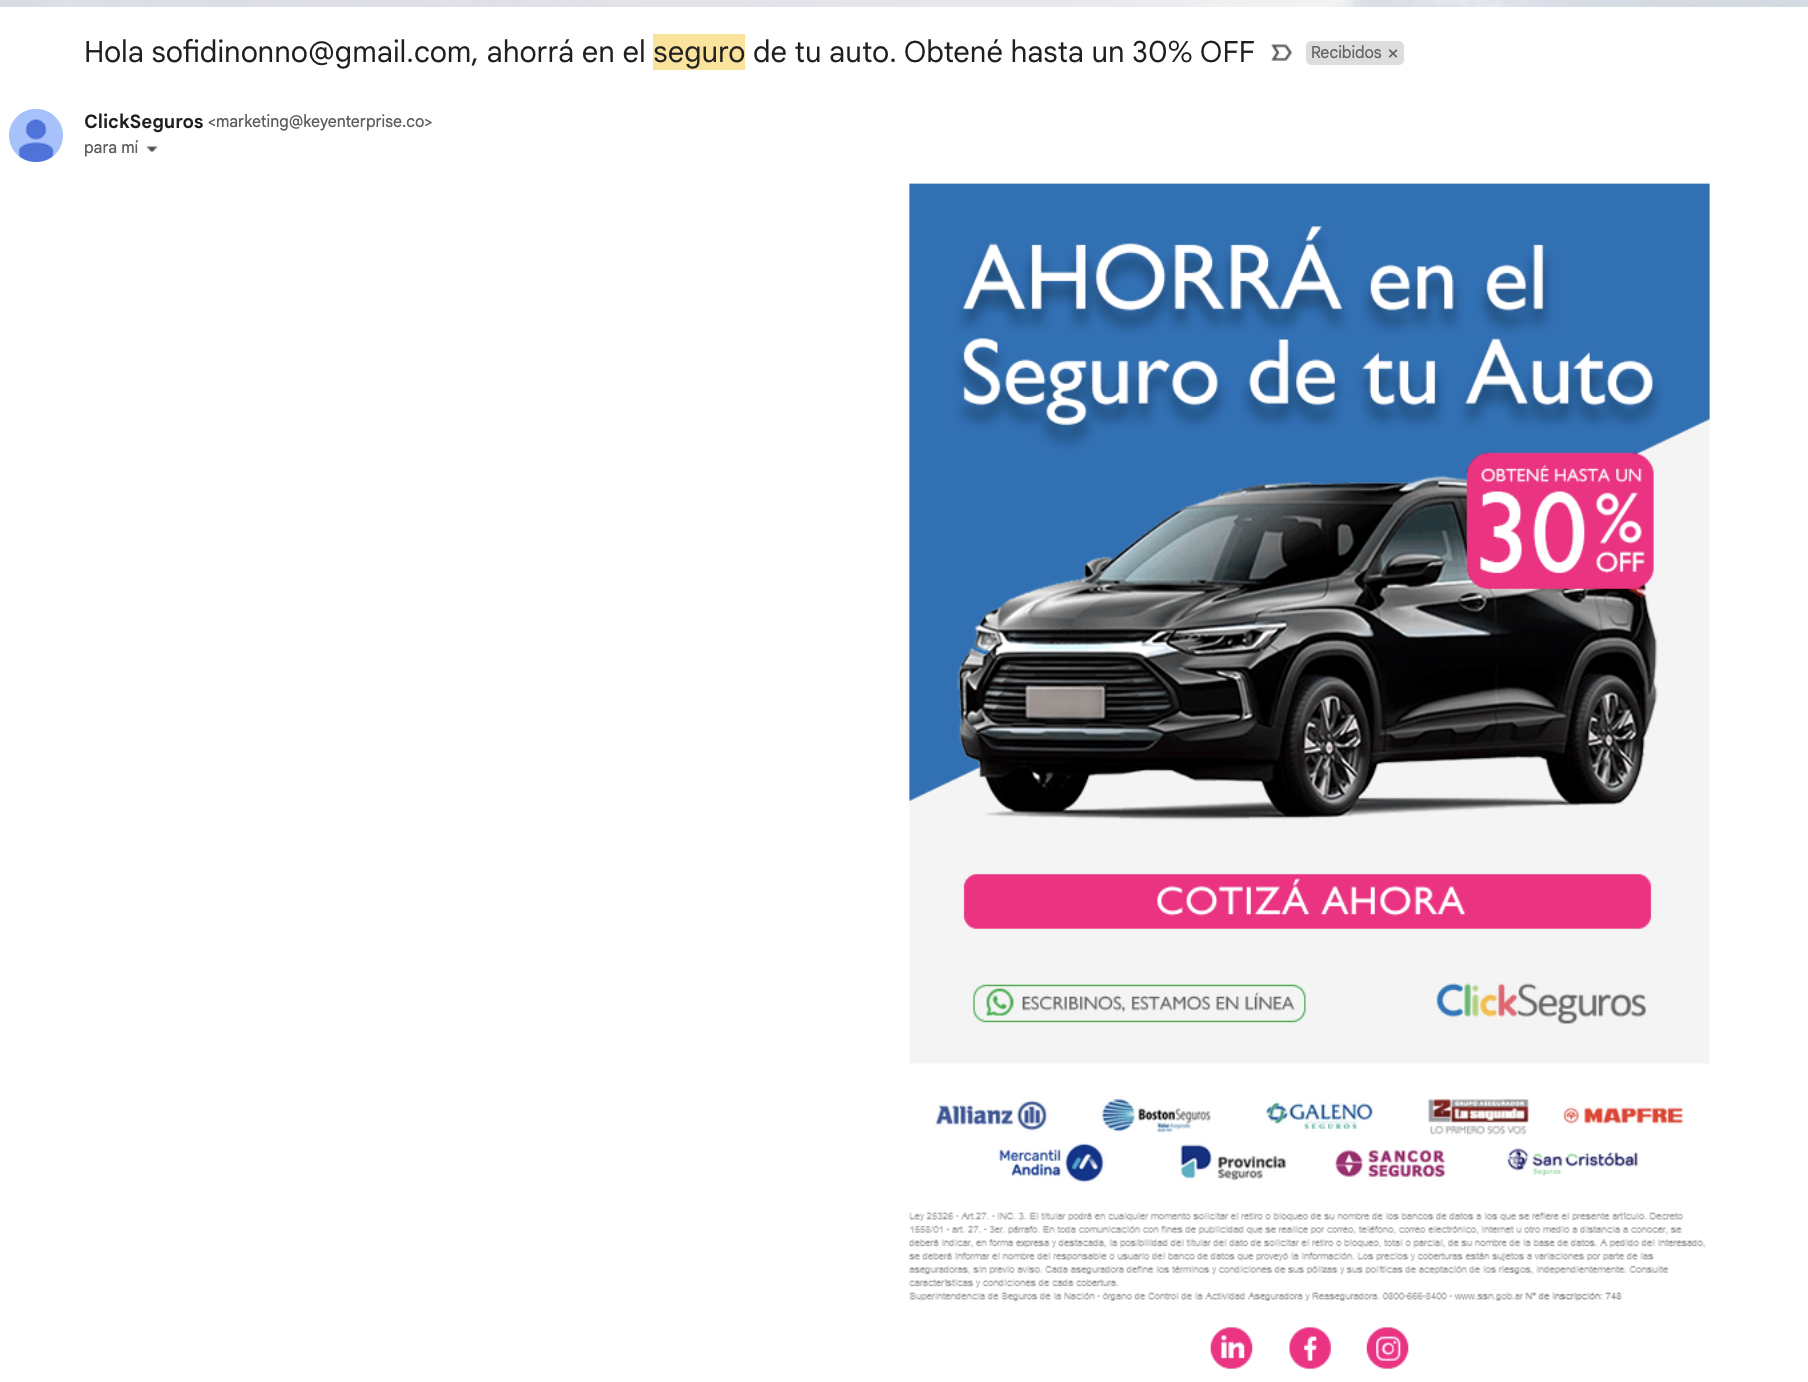 Hola sofidinonno@gmail.com, ahorrá en el seguro de tu auto. Obtené hasta un 30% OFF
Recibidos ×
ClickSeguros <marketing@keyenterprise.co>
para mí
AHORRÁ en el
Seguro de tu Auto
OBTENÉ HASTA UN
30%
OFF
COTIZÁ AHORA
ESCRIBINOS, ESTAMOS EN LÍNEA
ClickSeguros
Allianz
BostonSeguros
GALENO
SEGUROS
GRUPO ASEGURADOR
La segunda
LO PRIMERO SOS VOS
MAPFRE
Mercantil
Andina
Provincia
Seguros
SANCOR
SEGUROS
San Cristóbal
Seguros
Ley 25326 - Art.27. - INC. 3. El titular podrá en cualquier momento solicitar el retiro o bloqueo de su nombre de los bancos de datos a los que se refiere el presente artículo. Decreto
1558/01 - art. 27. - 3er. párrafo. En toda comunicación con fines de publicidad que se realice por correo, teléfono, correo electrónico, Internet u otro medio a distancia a conocer, se
deberá indicar, en forma expresa y destacada, la posibilidad del titular del dato de solicitar el retiro o bloqueo, total o parcial, de su nombre de la base de datos. A pedido del interesado,
se deberá informar el nombre del responsable o usuario del banco de datos que proveyó la información. Los precios y coberturas están sujetos a variaciones por parte de las
aseguradoras, sin previo aviso. Cada aseguradora define los términos y condiciones de sus pólizas y sus políticas de aceptación de los riesgos, independientemente. Consulte
características y condiciones de cada cobertura.
Superintendencia de Seguros de la Nación - órgano de Control de la Actividad Aseguradora y Reaseguradora. 0800-666-8400 - www.ssn.gob.ar N° de inscripción: 748